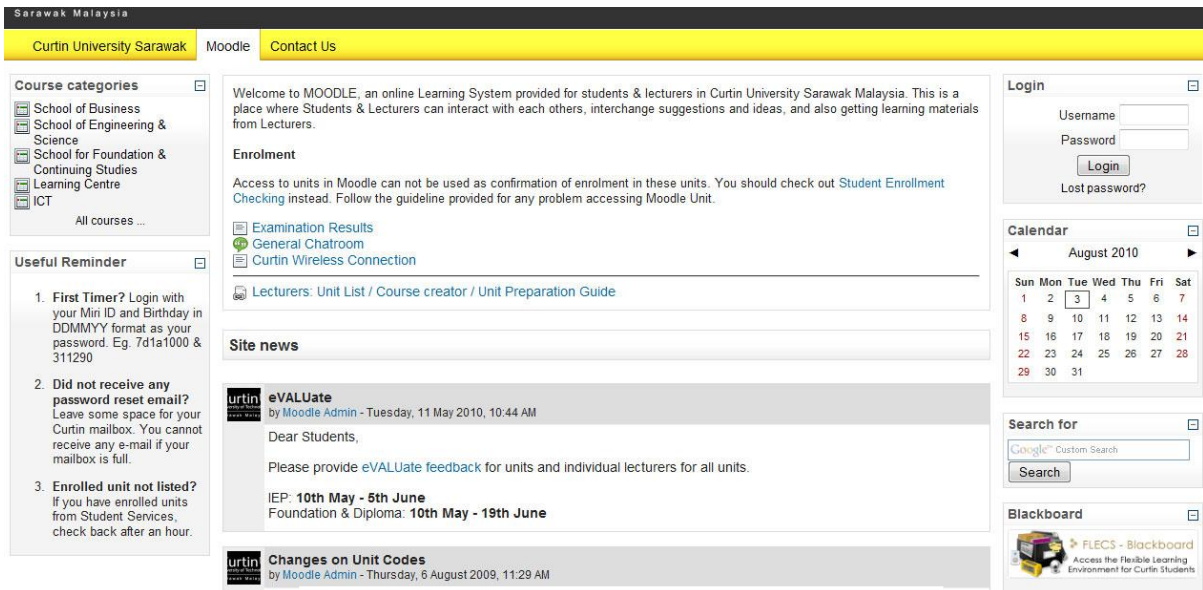 Sarawak Malaysia
Curtin University Sarawak
Moodle
Contact Us
Course categories
School of Business
School of Engineering &
Science
School for Foundation &
Continuing Studies
Learning Centre
ICT
All courses ...
Useful Reminder
1. First Timer? Login with
your Miri ID and Birthday in
DDMMYY format as your
password. Eg. 7d1a1000 &
311290
2. Did not receive any
password reset email?
Leave some space for your
Curtin mailbox. You cannot
receive any e-mail if your
mailbox is full.
3. Enrolled unit not listed?
If you have enrolled units
from Student Services,
check back after an hour.
Welcome to MOODLE, an online Learning System provided for students & lecturers in Curtin University Sarawak Malaysia. This is a
place where Students & Lecturers can interact with each others, interchange suggestions and ideas, and also getting learning materials
from Lecturers.
Enrolment
Access to units in Moodle can not be used as confirmation of enrolment in these units. You should check out Student Enrollment
Checking instead. Follow the guideline provided for any problem accessing Moodle Unit.
Examination Results
General Chatroom
Curtin Wireless Connection
Lecturers: Unit List / Course creator / Unit Preparation Guide
Site news
urtin
eVALUate
by Moodle Admin - Tuesday, 11 May 2010, 10:44 AM
Dear Students,
Please provide eVALUate feedback for units and individual lecturers for all units.
IEP: 10th May - 5th June
Foundation & Diploma: 10th May - 19th June
urtin
Changes on Unit Codes
by Moodle Admin - Thursday, 6 August 2009, 11:29 AM
Login
Username
Password
Login
Lost password?
Calendar
◄ August 2010 ►
Sun Mon Tue Wed Thu Fri Sat
1 2 3 4 5 6 7
8 9 10 11 12 13 14
15 16 17 18 19 20 21
22 23 24 25 26 27 28
29 30 31
Search for
Google™ Custom Search
Search
Blackboard
FLECS - Blackboard
Access the Flexible Learning
Environment for Curtin Students